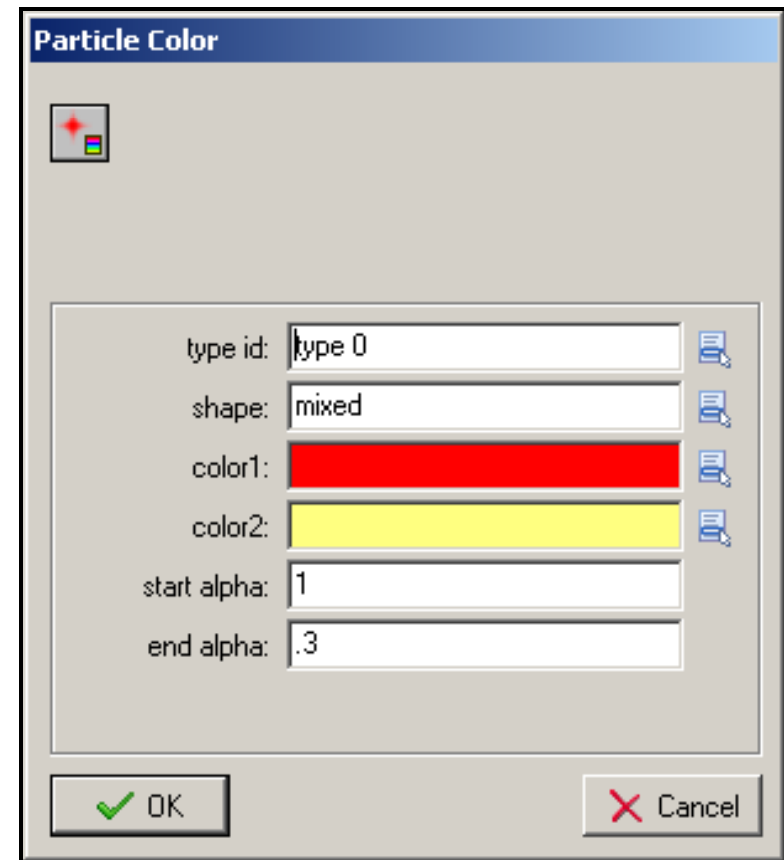 Particle Color
type id: type 0
shape: mixed
color1:
color2:
start alpha: 1
end alpha: .3
OK Cancel